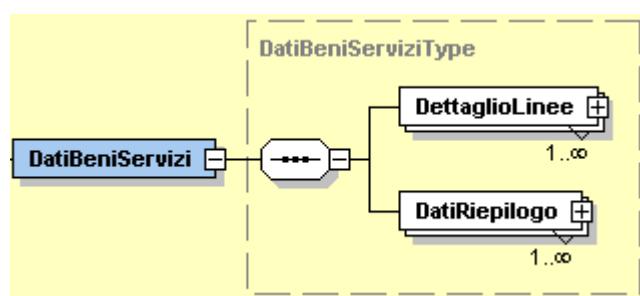 DatiBeniServiziType
DettaglioLinee
1..∞
DatiBeniServizi
DatiRiepilogo
1..∞